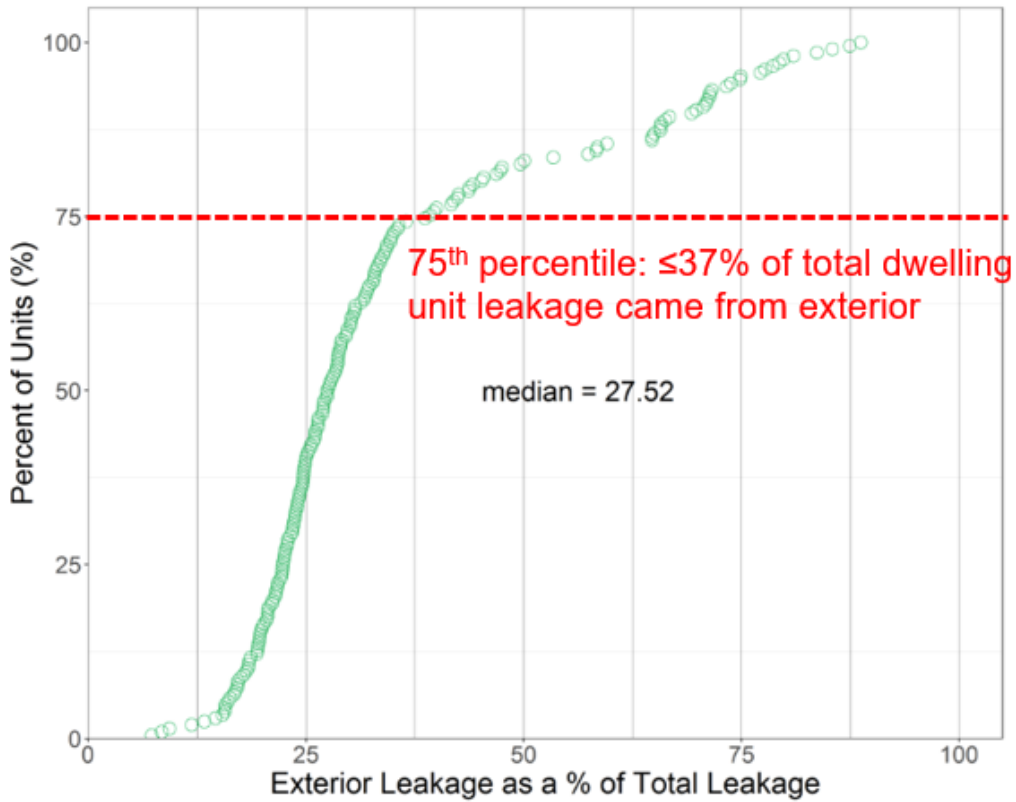 100
75
50
25
0
Percent of Units (%)
75th percentile: ≤37% of total dwelling
unit leakage came from exterior
median = 27.52
0 25 50 75 100
Exterior Leakage as a % of Total Leakage